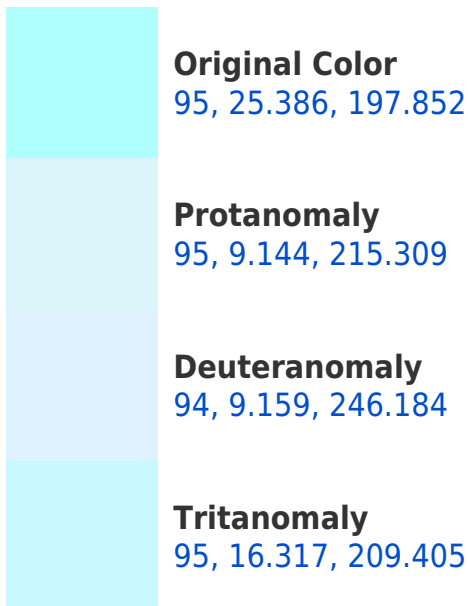 Original Color
95, 25.386, 197.852
Protanomaly
95, 9.144, 215.309
Deuteranomaly
94, 9.159, 246.184
Tritanomaly
95, 16.317, 209.405